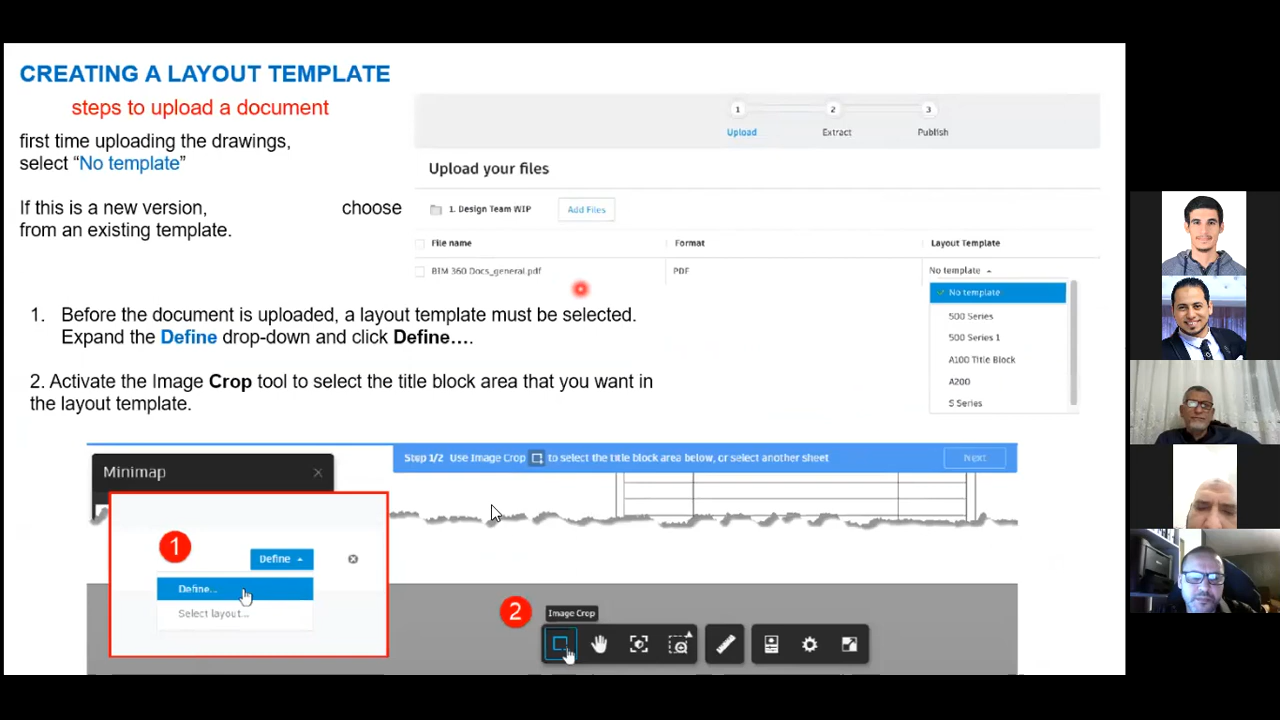 CREATING A LAYOUT TEMPLATE
steps to upload a document
first time uploading the drawings,
select “No template”
If this is a new version, choose
from an existing template.
1 2 3
Upload Extract Publish
Upload your files
1. Design Team WIP Add Files
File name Format Layout Template
BIM 360 Docs_general.pdf PDF No template
No template
500 Series
500 Series 1
A100 Title Block
A200
S Series
1. Before the document is uploaded, a layout template must be selected.
Expand the Define drop-down and click Define….
2. Activate the Image Crop tool to select the title block area that you want in
the layout template.
Minimap
Step 1/2 Use Image Crop to select the title block area below, or select another sheet Next
1
Define
Define...
Select layout...
2 Image Crop